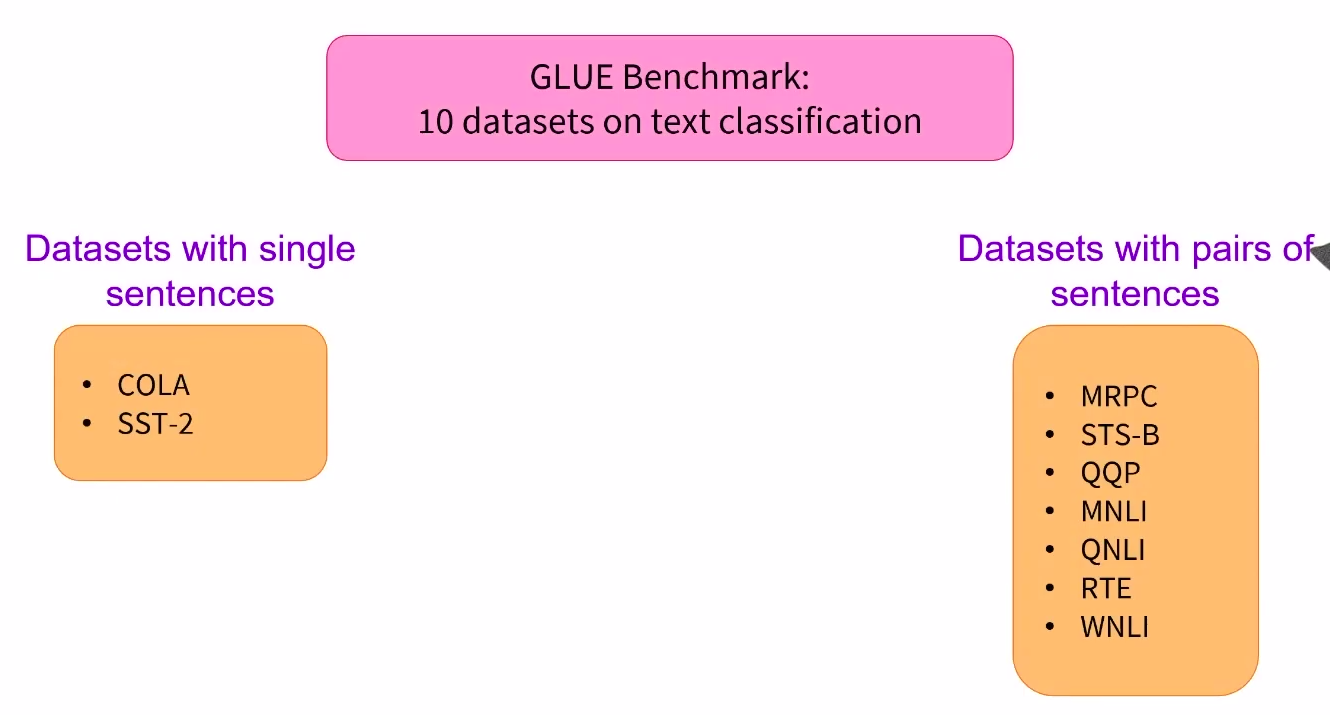 GLUE Benchmark:
10 datasets on text classification
Datasets with single
sentences
• COLA
• SST-2
Datasets with pairs of
sentences
• MRPC
• STS-B
• QQP
• MNLI
• QNLI
• RTE
• WNLI